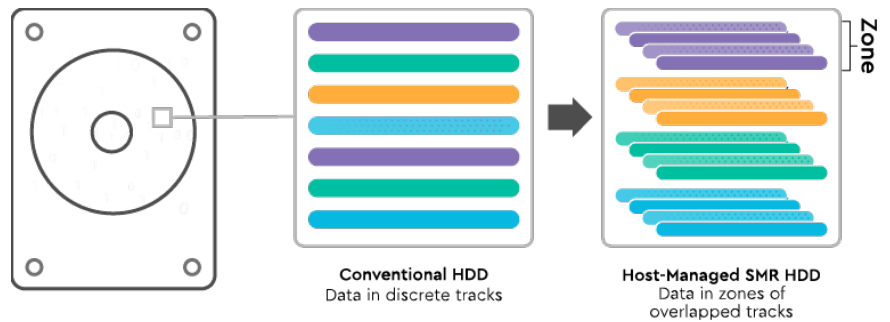 Zone
Conventional HDD
Data in discrete tracks
Host-Managed SMR HDD
Data in zones of
overlapped tracks